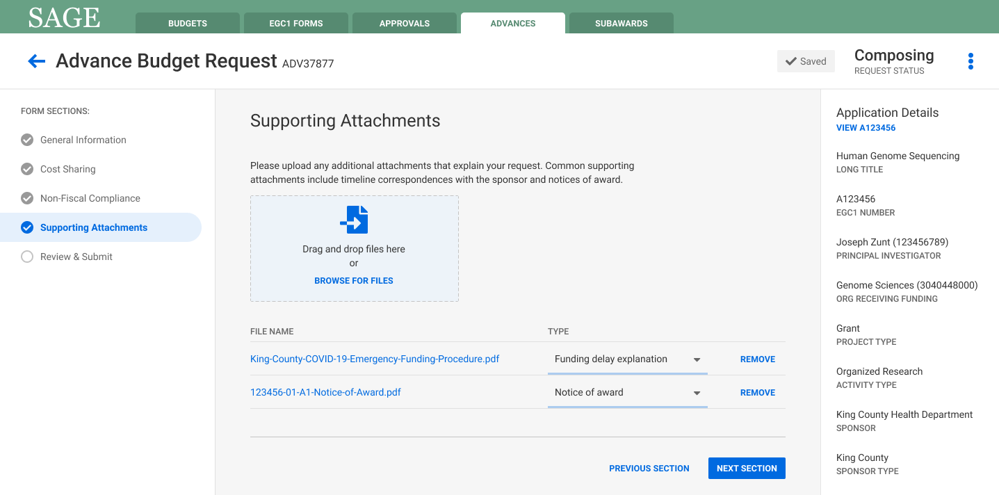 SAGE
BUDGETS
EGC1 FORMS
APPROVALS
ADVANCES
SUBAWARDS
Advance Budget Request ADV37877
Saved
Composing
REQUEST STATUS
FORM SECTIONS:
General Information
Cost Sharing
Non-Fiscal Compliance
Supporting Attachments
Review & Submit
Supporting Attachments
Please upload any additional attachments that explain your request. Common supporting
attachments include timeline correspondences with the sponsor and notices of award.
Drag and drop files here
or
BROWSE FOR FILES
FILE NAME TYPE
King-County-COVID-19-Emergency-Funding-Procedure.pdf Funding delay explanation REMOVE
123456-01-A1-Notice-of-Award.pdf Notice of award REMOVE
PREVIOUS SECTION NEXT SECTION
Application Details
VIEW A123456
Human Genome Sequencing
LONG TITLE
A123456
EGC1 NUMBER
Joseph Zunt (123456789)
PRINCIPAL INVESTIGATOR
Genome Sciences (3040448000)
ORG RECEIVING FUNDING
Grant
PROJECT TYPE
Organized Research
ACTIVITY TYPE
King County Health Department
SPONSOR
King County
SPONSOR TYPE